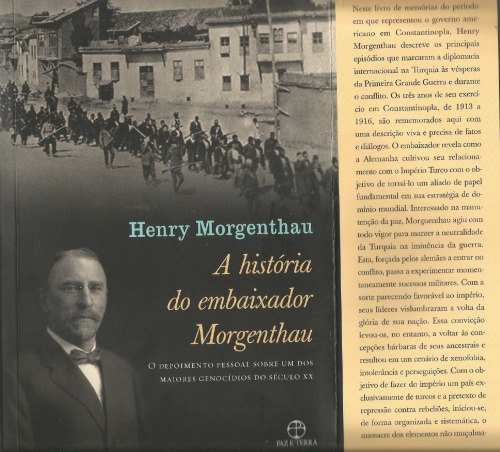 Henry Morgenthau
A história
do embaixador
Morgenthau
O DEPOIMENTO PESSOAL SOBRE UM DOS
MAIORES GENOCÍDIOS DO SÉCULO XX
PAZ E TERRA
Neste livro de memórias do período
em que representou o governo ame-
ricano em Constantinopla, Henry
Morgenthau descreve os principais
episódios que marcaram a diplomacia
internacional na Turquia às vésperas
da Primeira Grande Guerra e durante
o conflito. Os três anos de seu exercí-
cio em Constantinopla, de 1913 a
1916, são rememorados aqui com
uma descrição viva e precisa de fatos
e diálogos. O embaixador revela como
a Alemanha cultivou seu relaciona-
mento com o Império Turco com o ob-
jetivo de torná-lo um aliado de papel
fundamental em sua estratégia de do-
mínio mundial. Interessado na manu-
tenção da paz, Morguenthau agiu com
todo vigor para manter a neutralidade
da Turquia na iminência da guerra.
Esta, forçada pelos alemães a entrar no
conflito, passa a experimentar momen-
taneamente sucessos militares. Com a
sorte parecendo favorável ao império,
seus líderes vislumbraram a volta da
glória de sua nação. Essa convicção
levou-os, no entanto, a voltar às con-
cepções bárbaras de seus ancestrais e
resultou em um cenário de xenofobia,
intolerância e perseguições. Com o ob-
jetivo de fazer do império um país ex-
clusivamente de turcos e a pretexto de
repressão contra rebeliões, iniciou-se,
de forma organizada e sistemática, o
massacre dos elementos não muçulma-